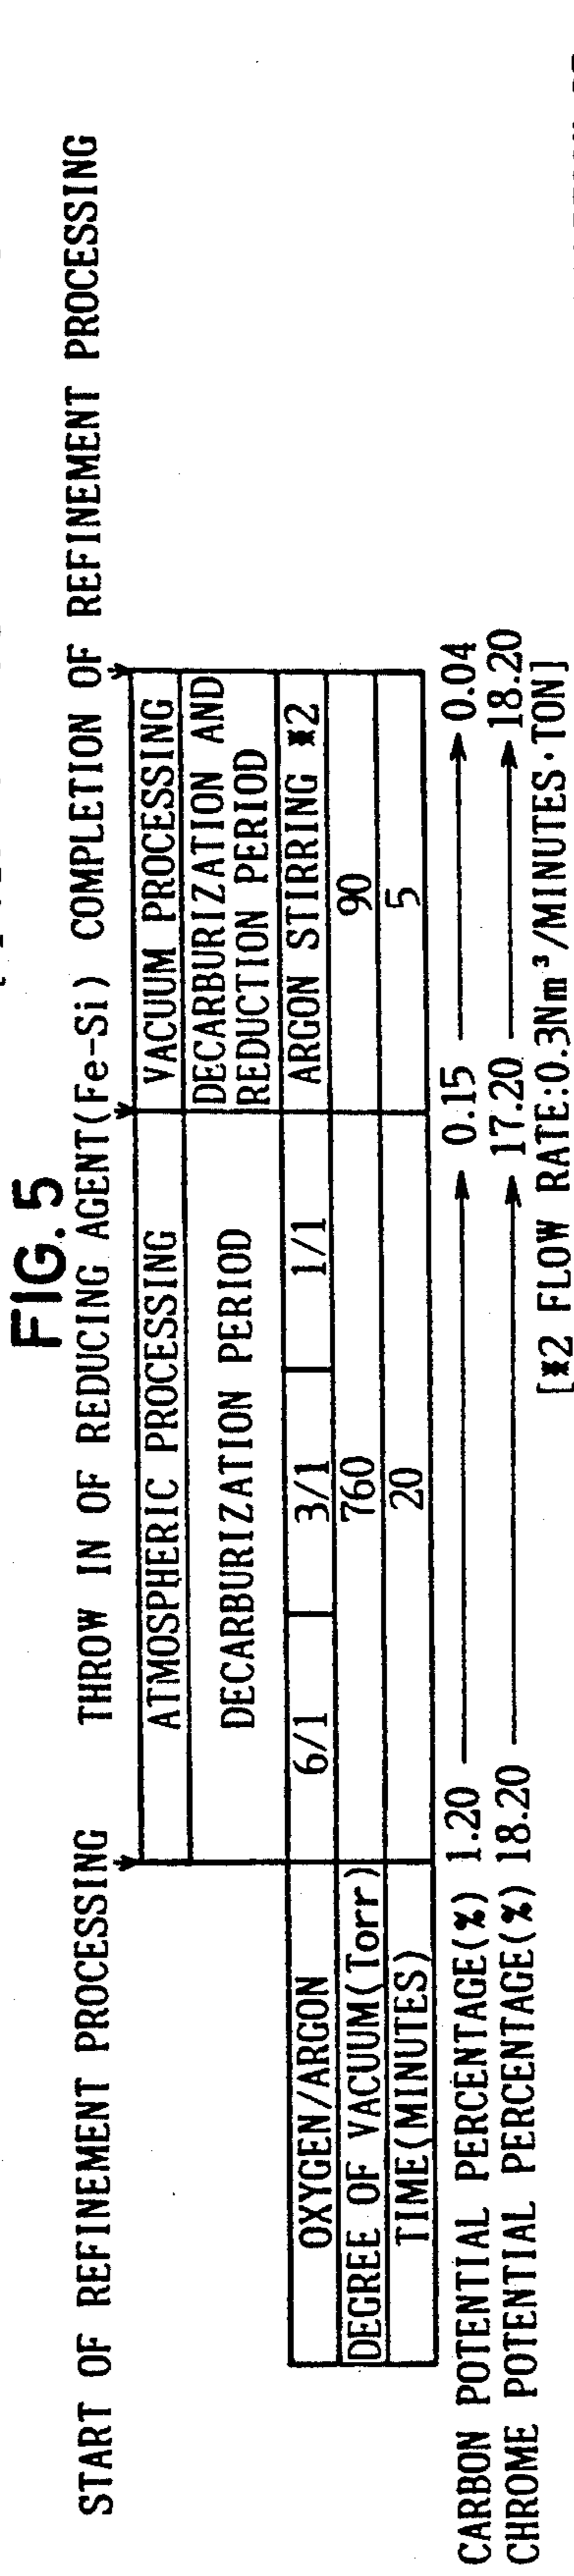 FIG. 5
START OF REFINEMENT PROCESSING THROW IN OF REDUCING AGENT(Fe-Si) COMPLETION OF REFINEMENT PROCESSING
ATMOSPHERIC PROCESSING VACUUM PROCESSING
DECARBURIZATION PERIOD DECARBURIZATION AND
REDUCTION PERIOD
OXYGEN/ARGON 6/1 3/1 1/1 ARGON STIRRING ※2
DEGREE OF VACUUM(Torr) 760 90
TIME(MINUTES) 20 5
CARBON POTENTIAL PERCENTAGE(%) 1.20 → 0.15 → 0.04
CHROME POTENTIAL PERCENTAGE(%) 18.20 → 17.20 → 18.20
[※2 FLOW RATE:0.3Nm³/MINUTES·TON]